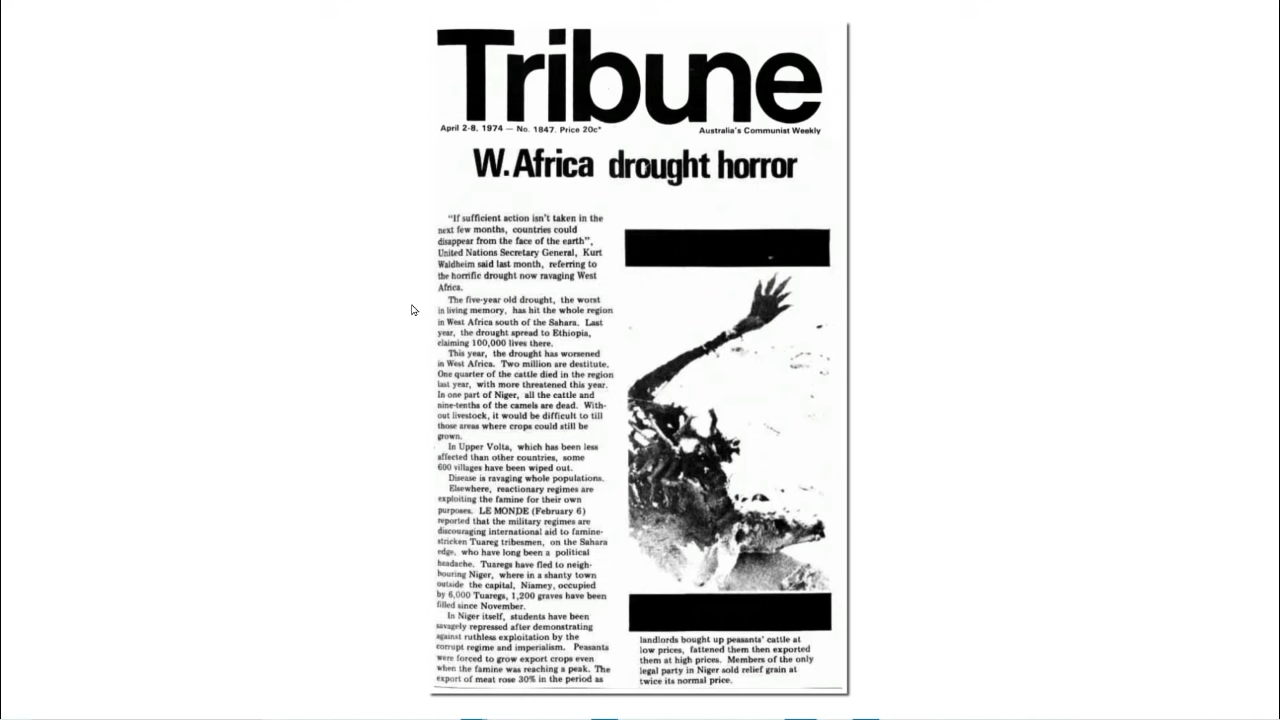 Tribune
April 2-8, 1974 — No. 1847. Price 20c*
Australia's Communist Weekly
W. Africa drought horror
"If sufficient action isn't taken in the
next few months, countries could
disappear from the face of the earth",
United Nations Secretary General, Kurt
Waldheim said last month, referring to
the horrific drought now ravaging West
Africa.
The five-year old drought, the worst
in living memory, has hit the whole region
in West Africa south of the Sahara. Last
year, the drought spread to Ethiopia,
claiming 100,000 lives there.
This year, the drought has worsened
in West Africa. Two million are destitute.
One quarter of the cattle died in the region
last year, with more threatened this year.
In one part of Niger, all the cattle and
nine-tenths of the camels are dead. With-
out livestock, it would be difficult to till
those areas where crops could still be
grown.
In Upper Volta, which has been less
affected than other countries, some
600 villages have been wiped out.
Disease is ravaging whole populations.
Elsewhere, reactionary regimes are
exploiting the famine for their own
purposes. LE MONDE (February 6)
reported that the military regimes are
discouraging international aid to famine-
stricken Tuareg tribesmen, on the Sahara
edge, who have long been a political
headache. Tuaregs have fled to neigh-
bouring Niger, where in a shanty town
outside the capital, Niamey, occupied
by 6,000 Tuaregs, 1,200 graves have been
filled since November.
In Niger itself, students have been
savagely repressed after demonstrating
against ruthless exploitation by the
corrupt regime and imperialism. Peasants
were forced to grow export crops even
when the famine was reaching a peak. The
export of meat rose 30% in the period as
landlords bought up peasants' cattle at
low prices, fattened them then exported
them at high prices. Members of the only
legal party in Niger sold relief grain at
twice its normal price.